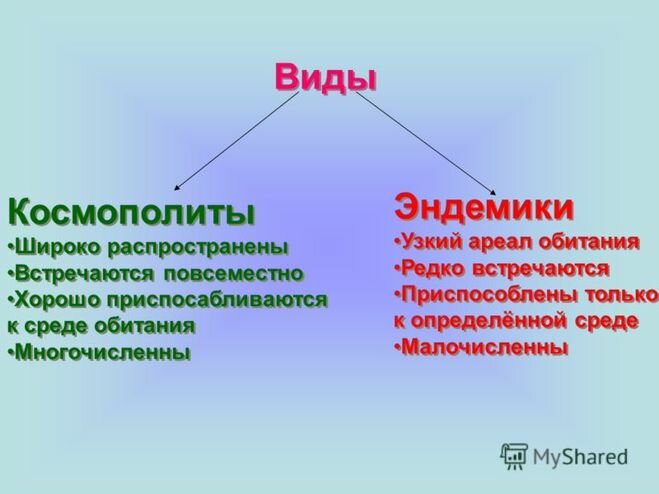 Виды
Космополиты
•Широко распространены
•Встречаются повсеместно
•Хорошо приспосабливаются
к среде обитания
•Многочисленны
Эндемики
•Узкий ареал обитания
•Редко встречаются
•Приспособлены только
к определённой среде
•Малочисленны
MyShared